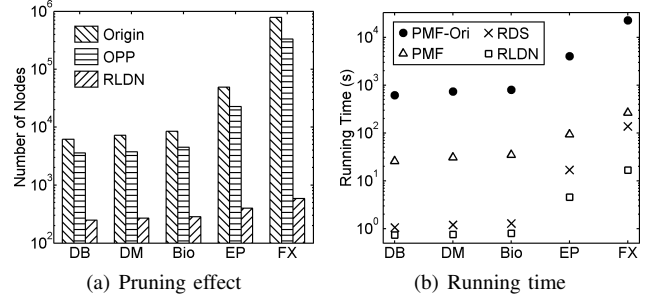 Number of Nodes
10^6
10^5
10^4
10^3
10^2
Origin
OPP
RLDN
DB DM Bio EP FX
(a) Pruning effect
Running Time (s)
10^4
10^3
10^2
10^1
10^0
PMF-Ori RDS
PMF RLDN
DB DM Bio EP FX
(b) Running time